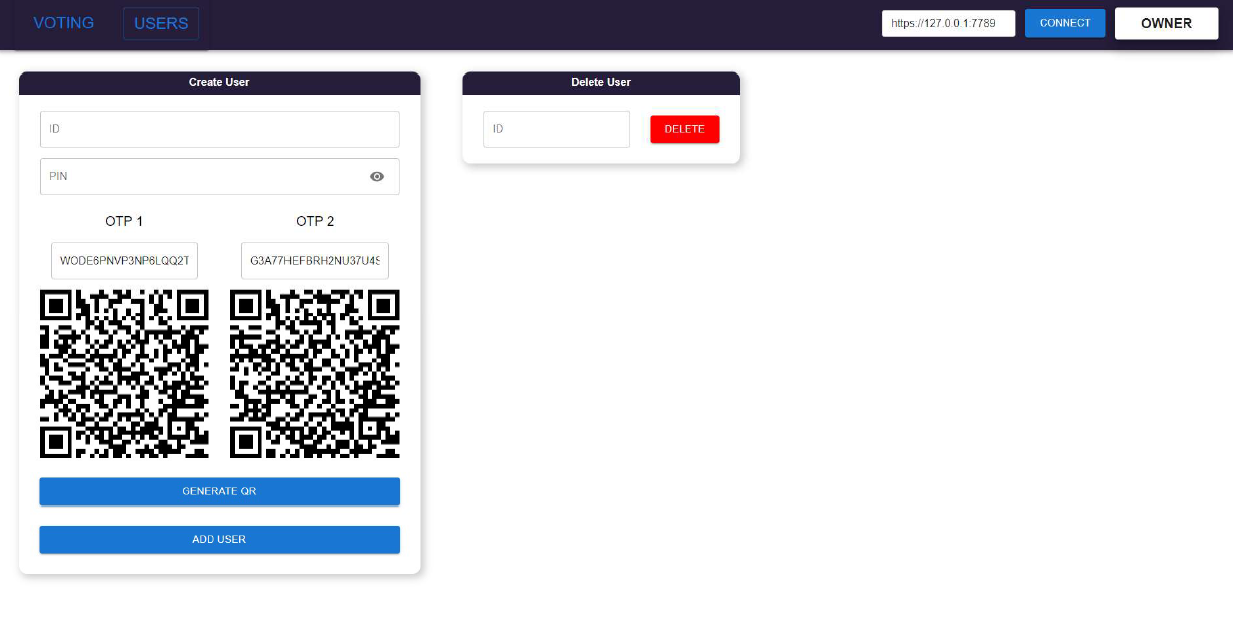 VOTING USERS https://127.0.0.1:7789 CONNECT OWNER
Create User
ID
PIN
OTP 1 OTP 2
WODE6PNVP3NP6LQQ2T G3A77HEFBRH2NU37U4S
GENERATE QR
ADD USER
Delete User
ID DELETE